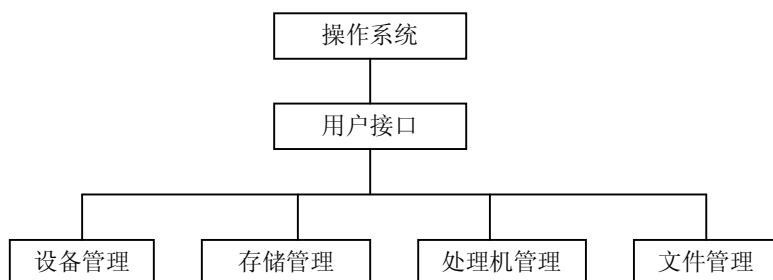 操作系统
用户接口
设备管理
存储管理
处理机管理
文件管理